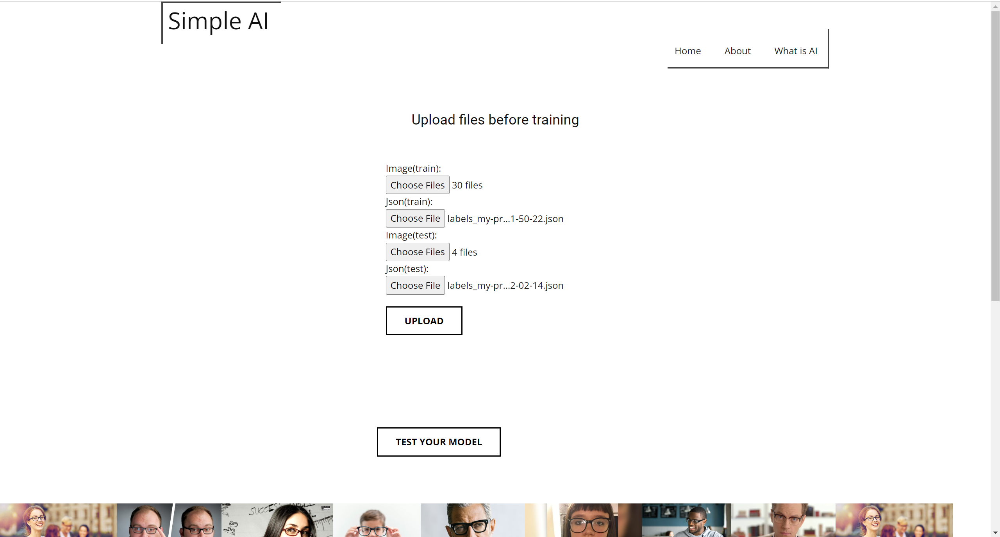 Simple AI
Home About What is AI
Upload files before training
Image(train):
Choose Files 30 files
Json(train):
Choose File labels_my-pr...1-50-22.json
Image(test):
Choose Files 4 files
Json(test):
Choose File labels_my-pr...2-02-14.json
UPLOAD
TEST YOUR MODEL